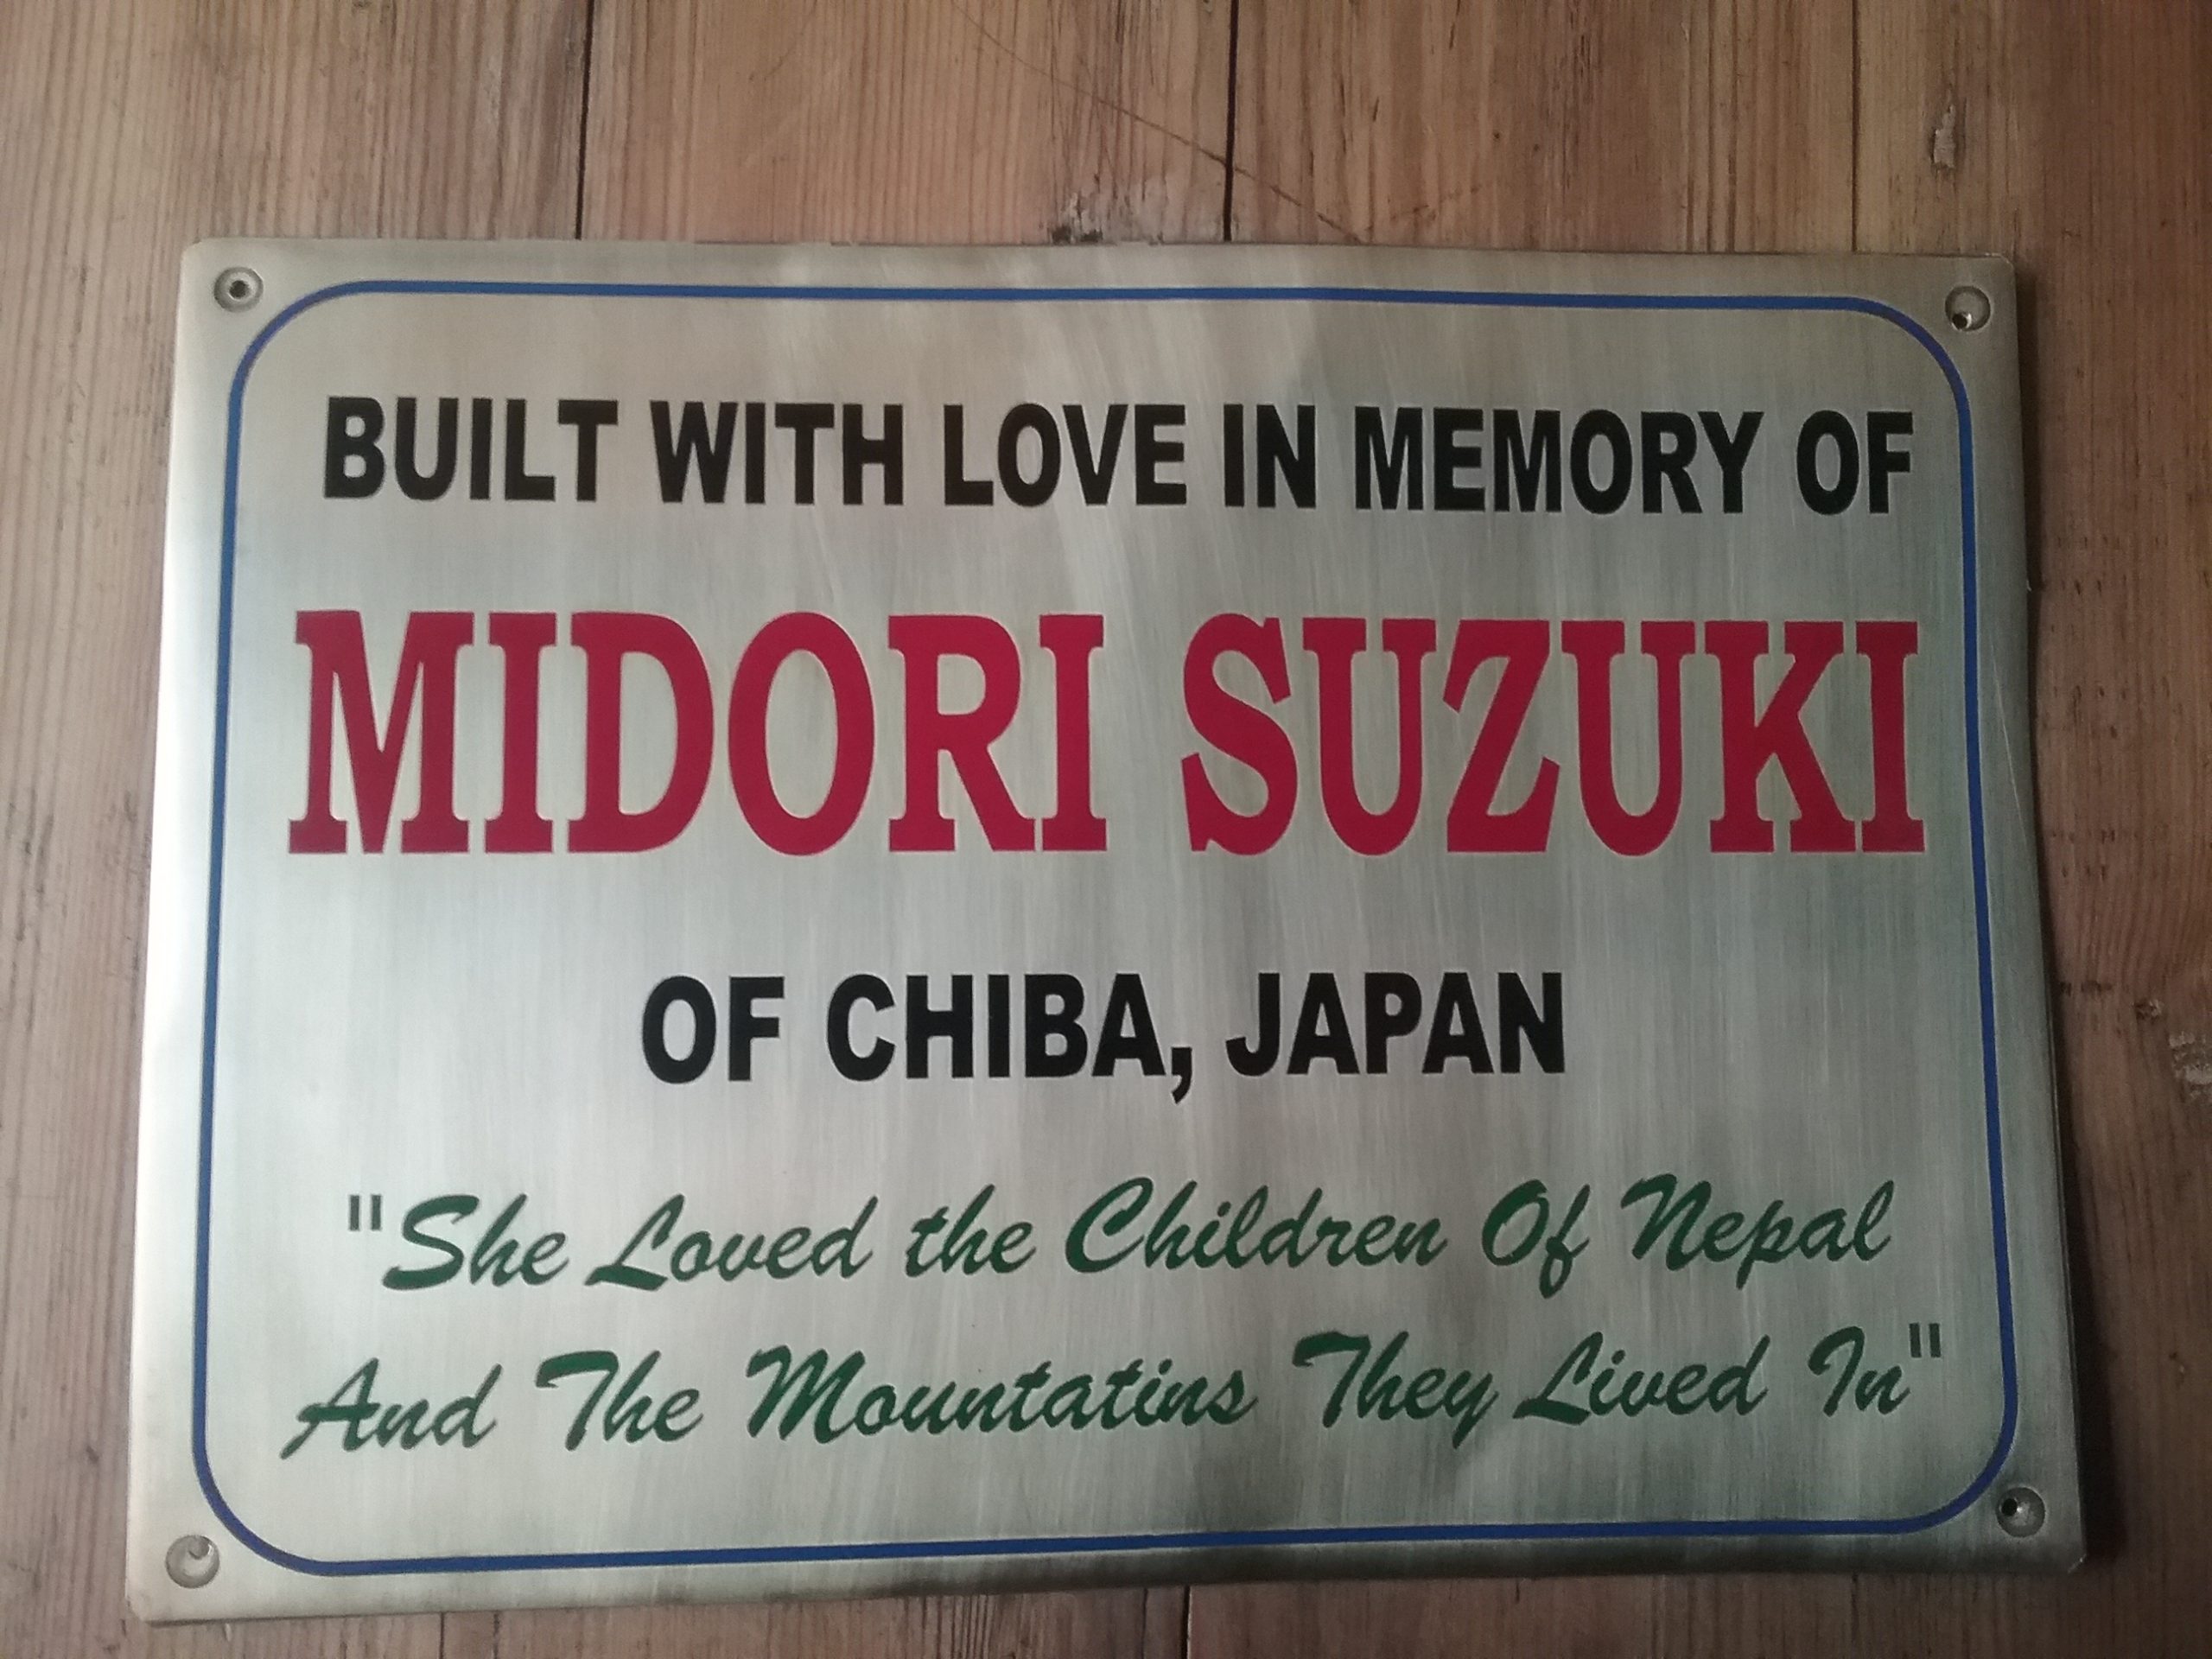 BUILT WITH LOVE IN MEMORY OF
MIDORI SUZUKI
OF CHIBA, JAPAN
"She Loved the Children Of Nepal
And The Mountatins They Lived In"